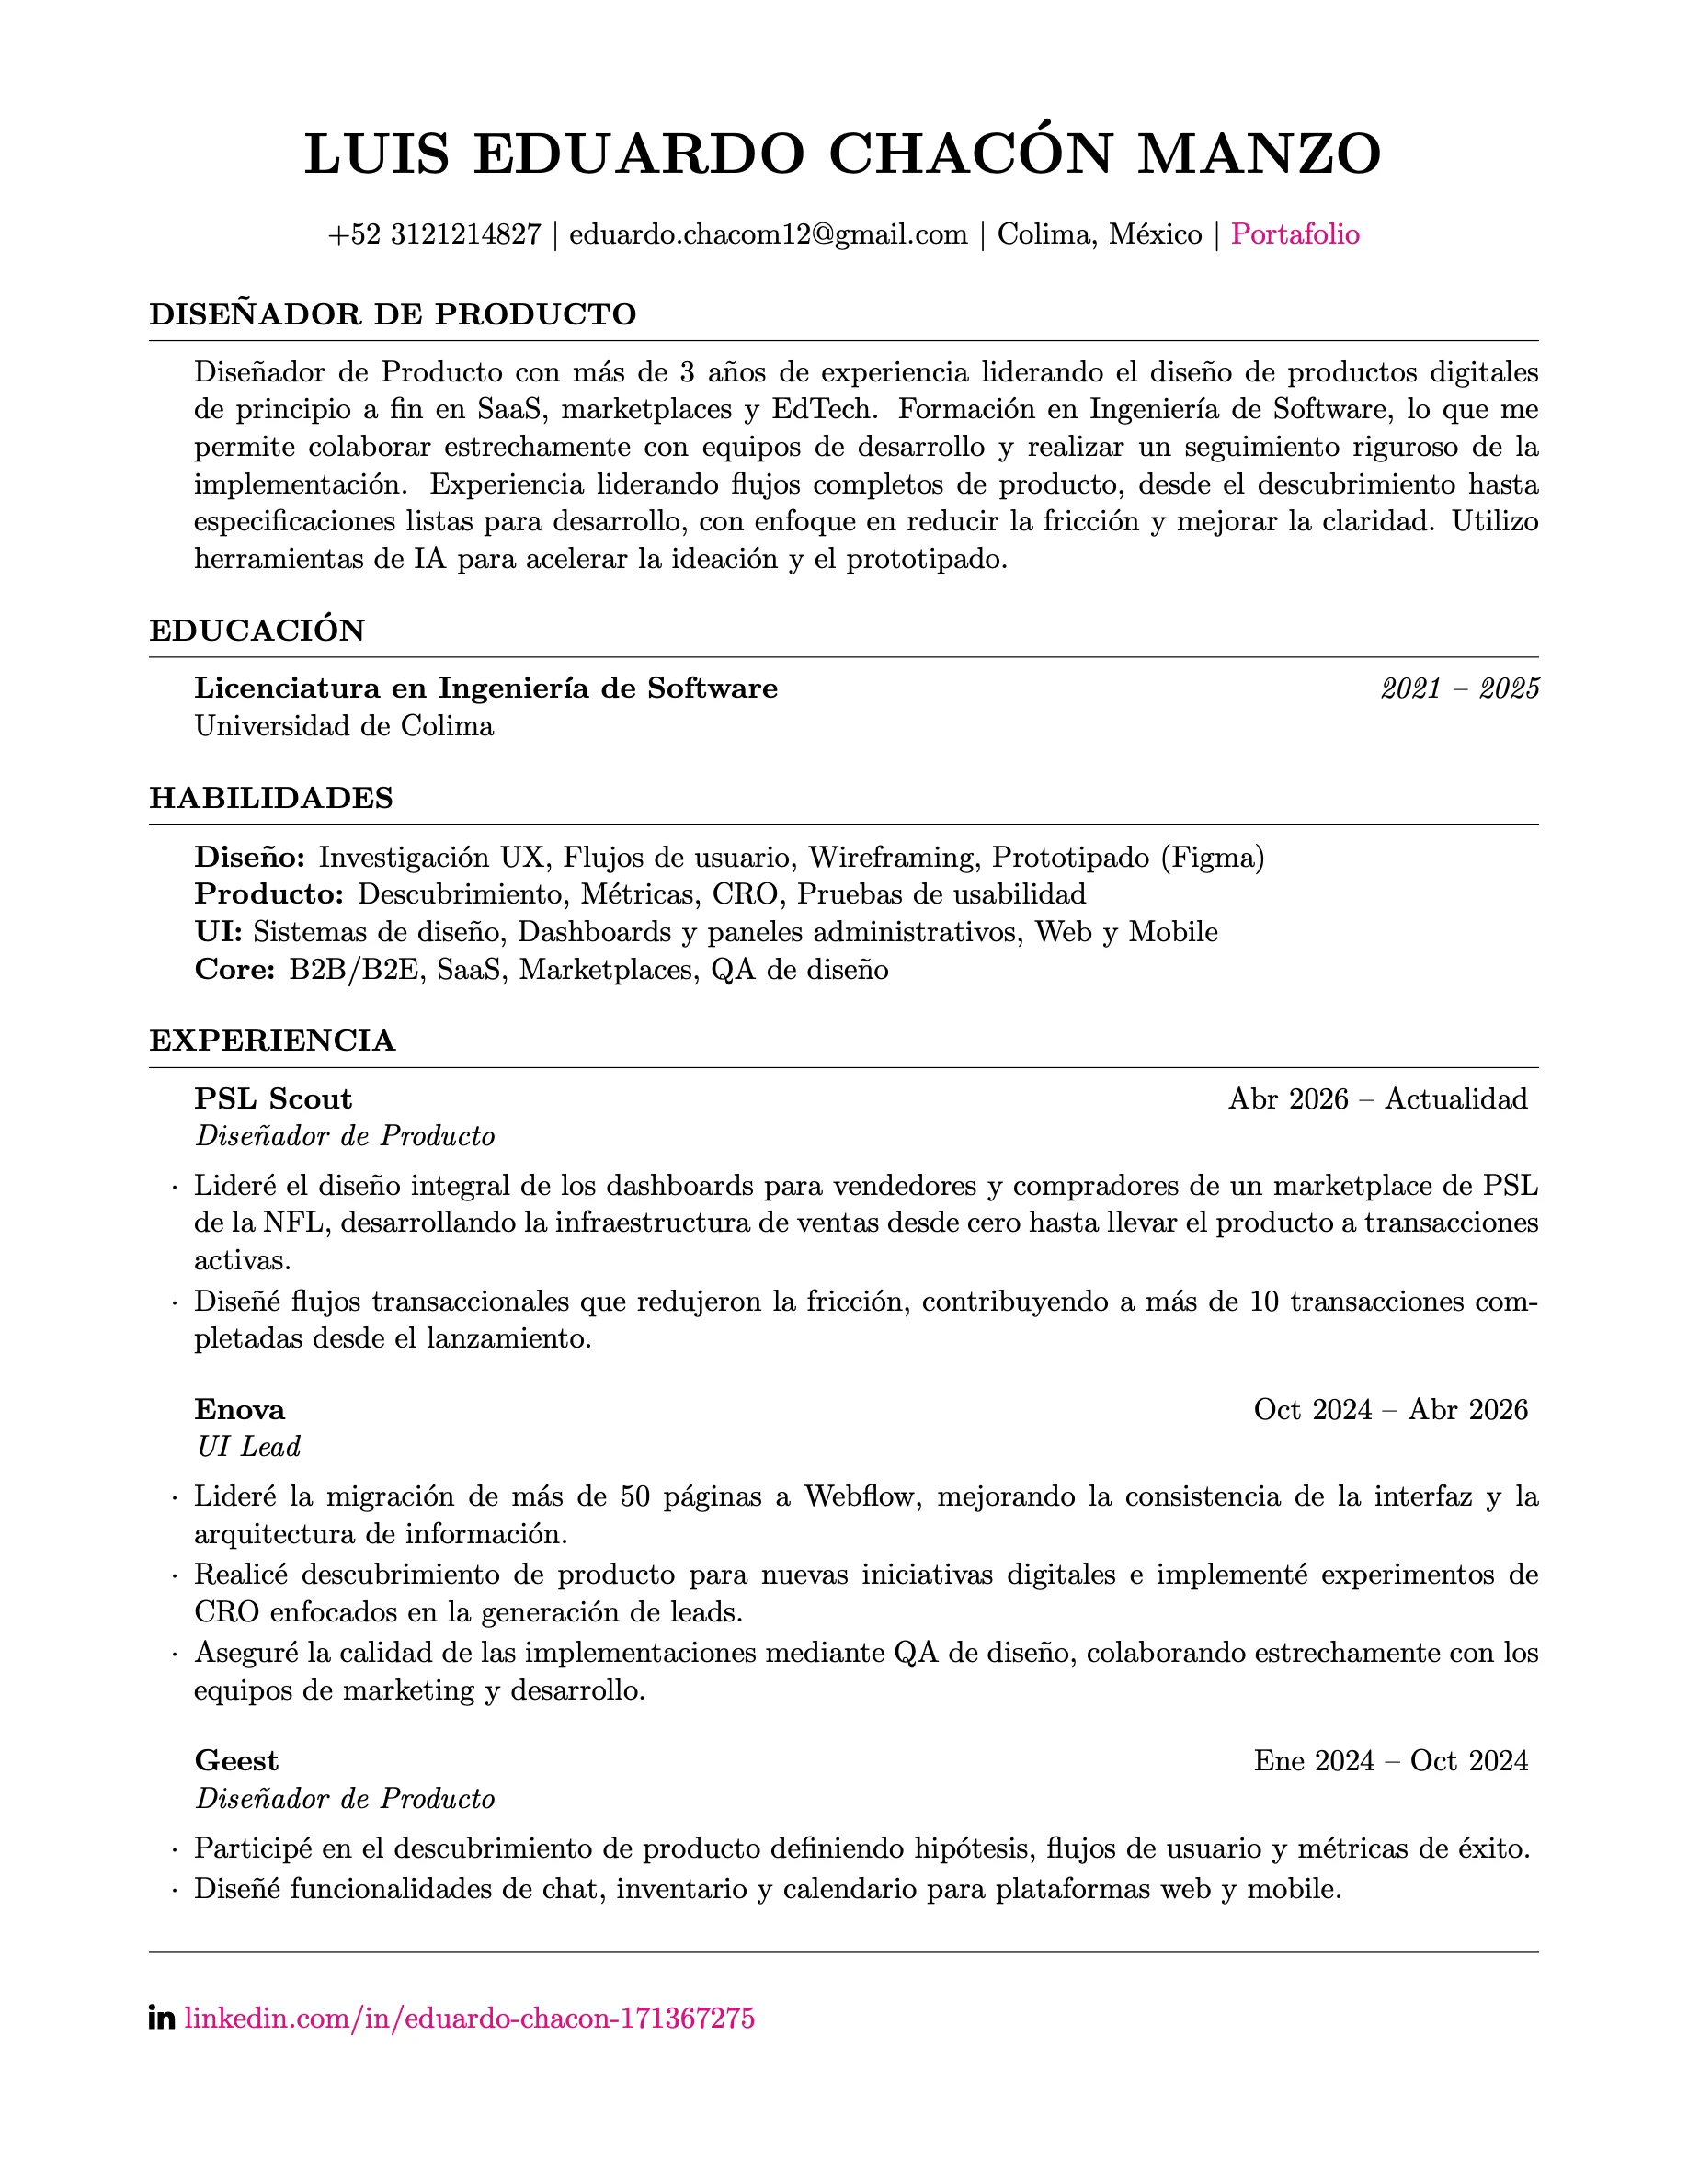 LUIS EDUARDO CHACÓN MANZO
+52 3121214827 | eduardo.chacom12@gmail.com | Colima, México | Portafolio
DISEÑADOR DE PRODUCTO
Diseñador de Producto con más de 3 años de experiencia liderando el diseño de productos digitales
de principio a fin en SaaS, marketplaces y EdTech. Formación en Ingeniería de Software, lo que me
permite colaborar estrechamente con equipos de desarrollo y realizar un seguimiento riguroso de la
implementación. Experiencia liderando flujos completos de producto, desde el descubrimiento hasta
especificaciones listas para desarrollo, con enfoque en reducir la fricción y mejorar la claridad. Utilizo
herramientas de IA para acelerar la ideación y el prototipado.
EDUCACIÓN
Licenciatura en Ingeniería de Software 2021 – 2025
Universidad de Colima
HABILIDADES
Diseño: Investigación UX, Flujos de usuario, Wireframing, Prototipado (Figma)
Producto: Descubrimiento, Métricas, CRO, Pruebas de usabilidad
UI: Sistemas de diseño, Dashboards y paneles administrativos, Web y Mobile
Core: B2B/B2E, SaaS, Marketplaces, QA de diseño
EXPERIENCIA
PSL Scout Abr 2026 – Actualidad
Diseñador de Producto
· Lideré el diseño integral de los dashboards para vendedores y compradores de un marketplace de PSL
de la NFL, desarrollando la infraestructura de ventas desde cero hasta llevar el producto a transacciones
activas.
· Diseñé flujos transaccionales que redujeron la fricción, contribuyendo a más de 10 transacciones com-
pletadas desde el lanzamiento.
Enova Oct 2024 – Abr 2026
UI Lead
· Lideré la migración de más de 50 páginas a Webflow, mejorando la consistencia de la interfaz y la
arquitectura de información.
· Realicé descubrimiento de producto para nuevas iniciativas digitales e implementé experimentos de
CRO enfocados en la generación de leads.
· Aseguré la calidad de las implementaciones mediante QA de diseño, colaborando estrechamente con los
equipos de marketing y desarrollo.
Geest Ene 2024 – Oct 2024
Diseñador de Producto
· Participé en el descubrimiento de producto definiendo hipótesis, flujos de usuario y métricas de éxito.
· Diseñé funcionalidades de chat, inventario y calendario para plataformas web y mobile.
in linkedin.com/in/eduardo-chacon-171367275